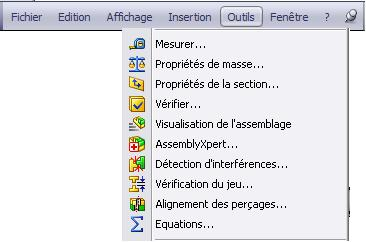 Fichier Edition Affichage Insertion Outils Fenêtre ?
Mesurer...
Propriétés de masse...
Propriétés de la section...
Vérifier...
Visualisation de l'assemblage
AssemblyXpert...
Détection d'interférences...
Vérification du jeu...
Alignement des perçages...
Equations...